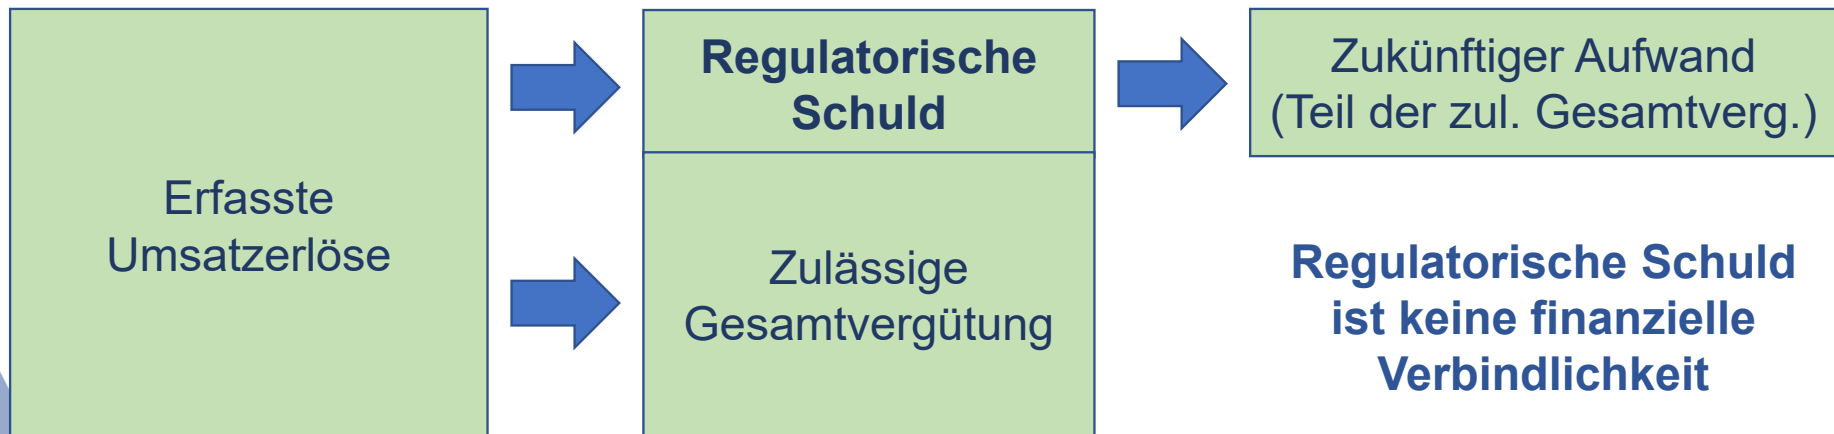 Erfasste
Umsatzerlöse
Regulatorische
Schuld
Zulässige
Gesamtvergütung
Zukünftiger Aufwand
(Teil der zul. Gesamtverg.)
Regulatorische Schuld
ist keine finanzielle
Verbindlichkeit